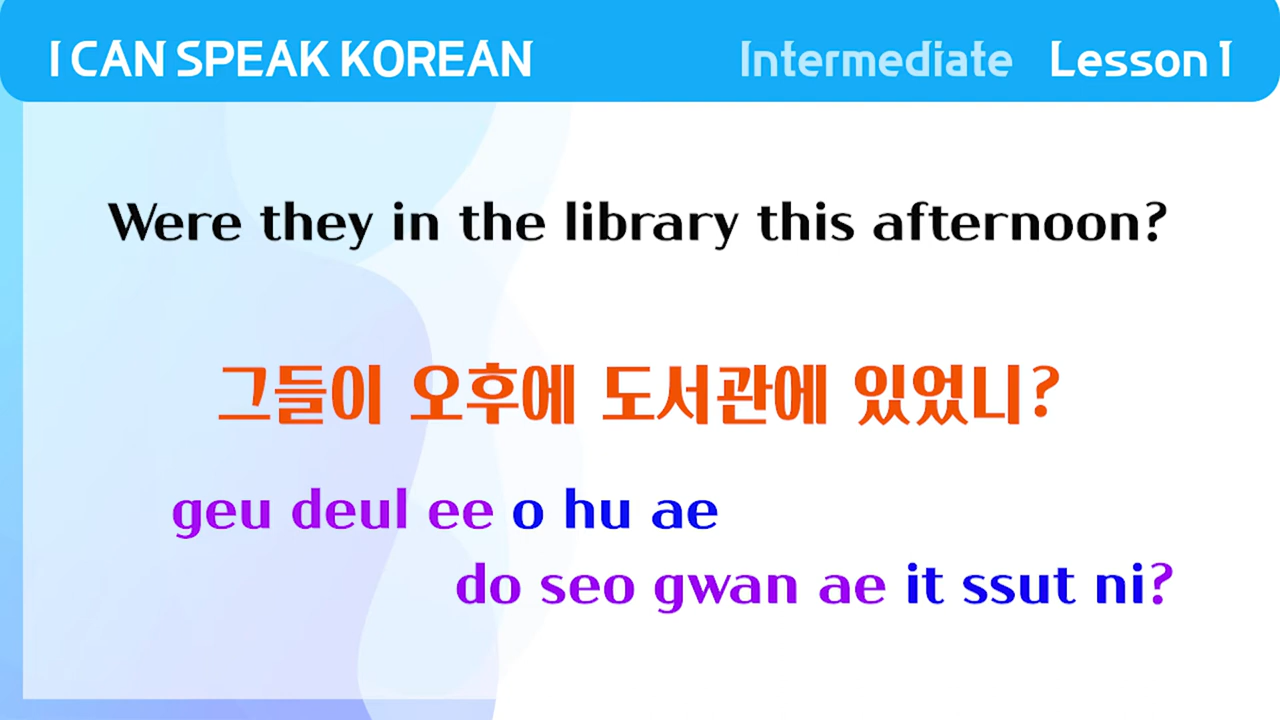 I CAN SPEAK KOREAN Intermediate Lesson 1
Were they in the library this afternoon?
그들이 오후에 도서관에 있었니?
geu deul ee o hu ae
do seo gwan ae it ssut ni?